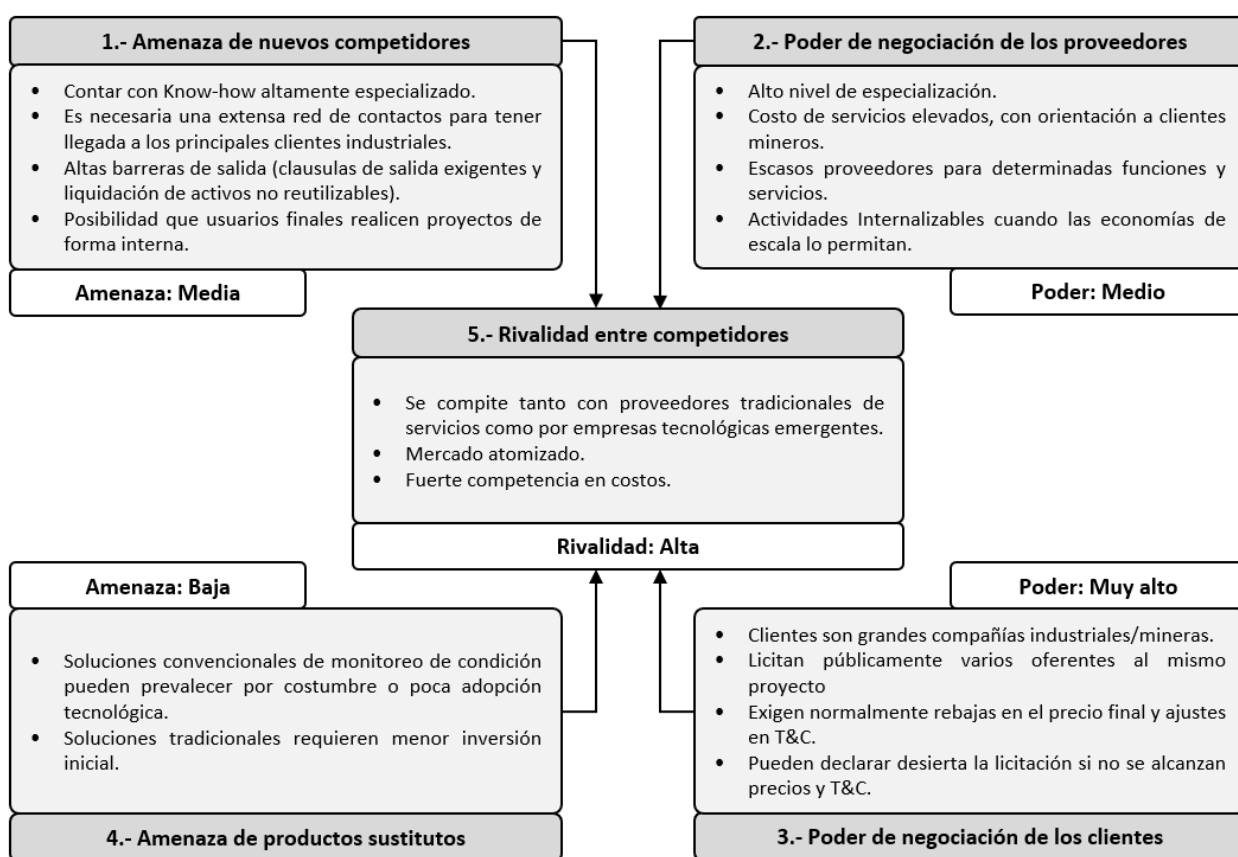 1.- Amenaza de nuevos competidores
• Contar con Know-how altamente especializado.
• Es necesaria una extensa red de contactos para tener
llegada a los principales clientes industriales.
• Altas barreras de salida (clausulas de salida exigentes y
liquidación de activos no reutilizables).
• Posibilidad que usuarios finales realicen proyectos de
forma interna.
Amenaza: Media
2.- Poder de negociación de los proveedores
• Alto nivel de especialización.
• Costo de servicios elevados, con orientación a clientes
mineros.
• Escasos proveedores para determinadas funciones y
servicios.
• Actividades Internalizables cuando las economías de
escala lo permitan.
Poder: Medio
5.- Rivalidad entre competidores
• Se compite tanto con proveedores tradicionales de
servicios como por empresas tecnológicas emergentes.
• Mercado atomizado.
• Fuerte competencia en costos.
Rivalidad: Alta
Amenaza: Baja
• Soluciones convencionales de monitoreo de condición
pueden prevalecer por costumbre o poca adopción
tecnológica.
• Soluciones tradicionales requieren menor inversión
inicial.
4.- Amenaza de productos sustitutos
Poder: Muy alto
• Clientes son grandes compañías industriales/mineras.
• Licitan públicamente varios oferentes al mismo
proyecto
• Exigen normalmente rebajas en el precio final y ajustes
en T&C.
• Pueden declarar desierta la licitación si no se alcanzan
precios y T&C.
3.- Poder de negociación de los clientes